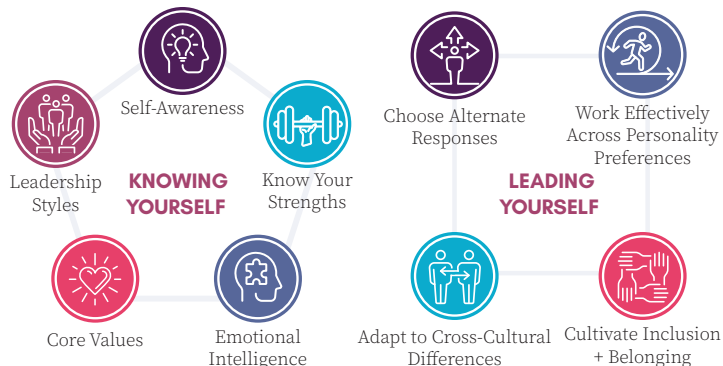 Self-Awareness
Leadership
Styles
KNOWING
YOURSELF
Know Your
Strengths
Core Values
Emotional
Intelligence
Choose Alternate
Responses
Work Effectively
Across Personality
Preferences
LEADING
YOURSELF
Adapt to Cross-Cultural
Differences
Cultivate Inclusion
+ Belonging